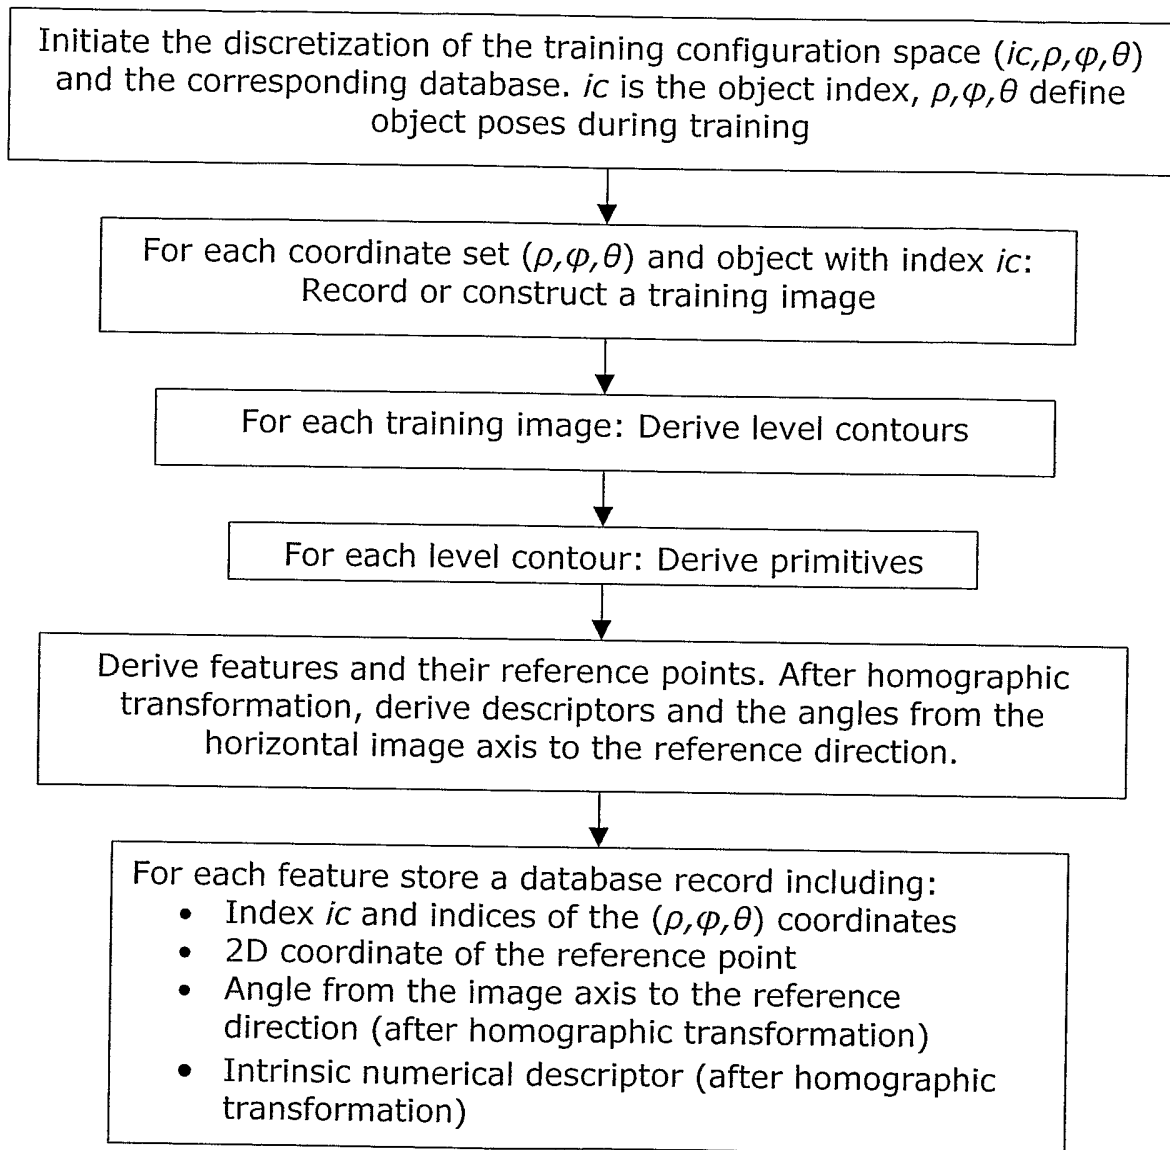 Initiate the discretization of the training configuration space (ic,ρ,φ,θ)
and the corresponding database. ic is the object index, ρ,φ,θ define
object poses during training
For each coordinate set (ρ,φ,θ) and object with index ic:
Record or construct a training image
For each training image: Derive level contours
For each level contour: Derive primitives
Derive features and their reference points. After homographic
transformation, derive descriptors and the angles from the
horizontal image axis to the reference direction.
For each feature store a database record including:
• Index ic and indices of the (ρ,φ,θ) coordinates
• 2D coordinate of the reference point
• Angle from the image axis to the reference
direction (after homographic transformation)
• Intrinsic numerical descriptor (after homographic
transformation)